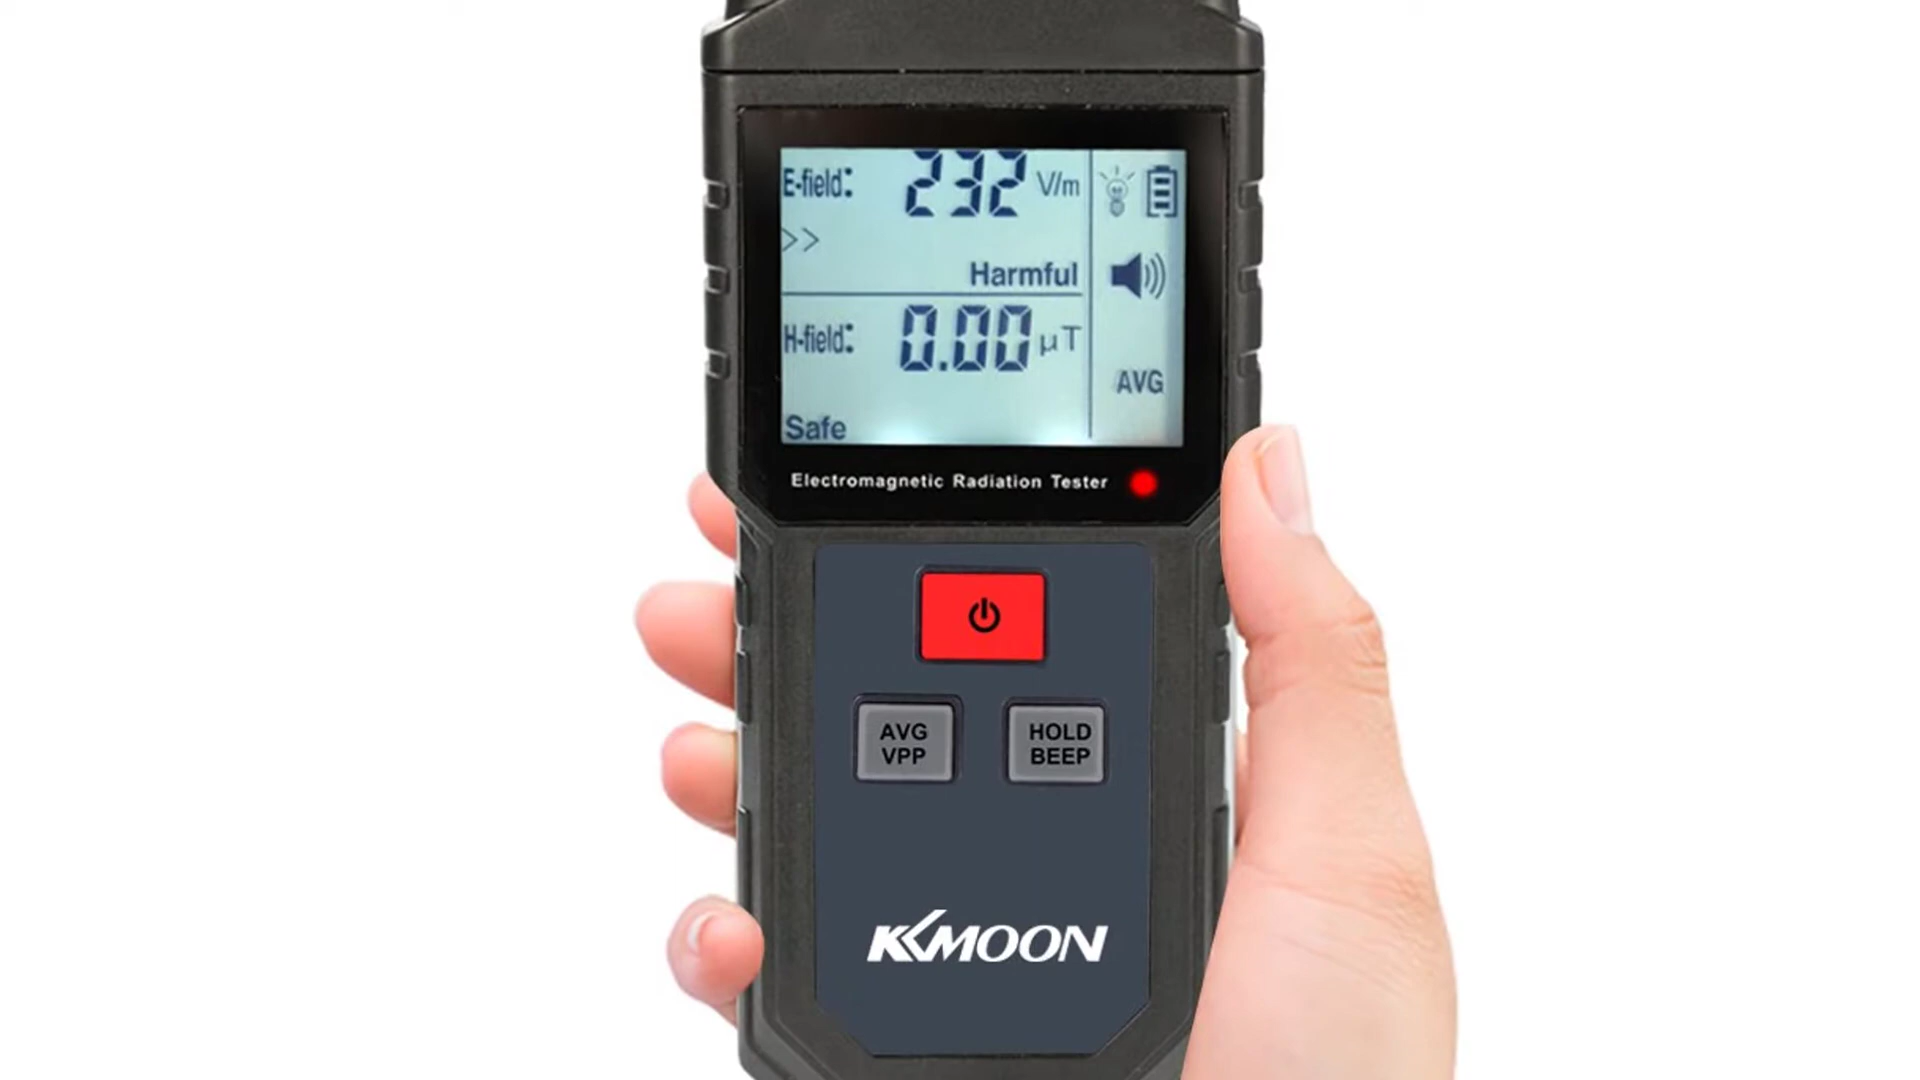 E-field: 232 V/m
>>
Harmful
H-field: 0.00 µT
AVG
Safe
Electromagnetic Radiation Tester
AVG
VPP
HOLD
BEEP
KKMOON